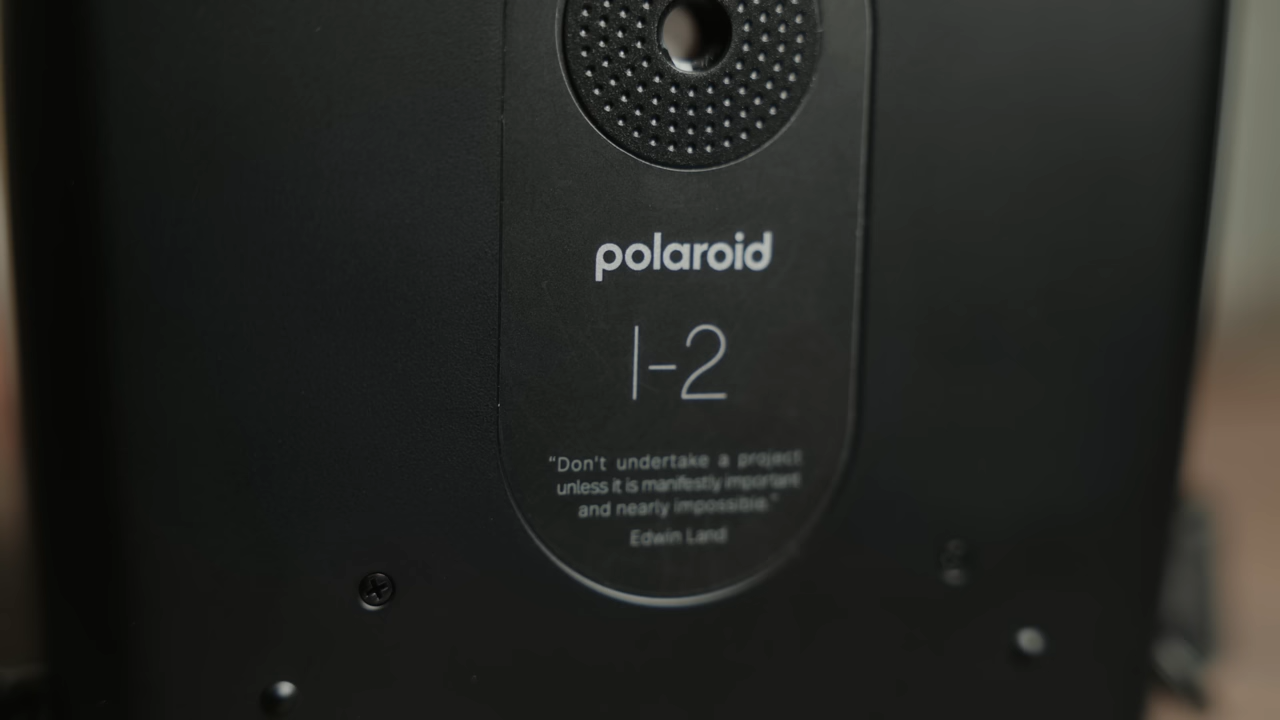 polaroid
I-2
“Don't undertake a project
unless it is manifestly important
and nearly impossible.”
Edwin Land